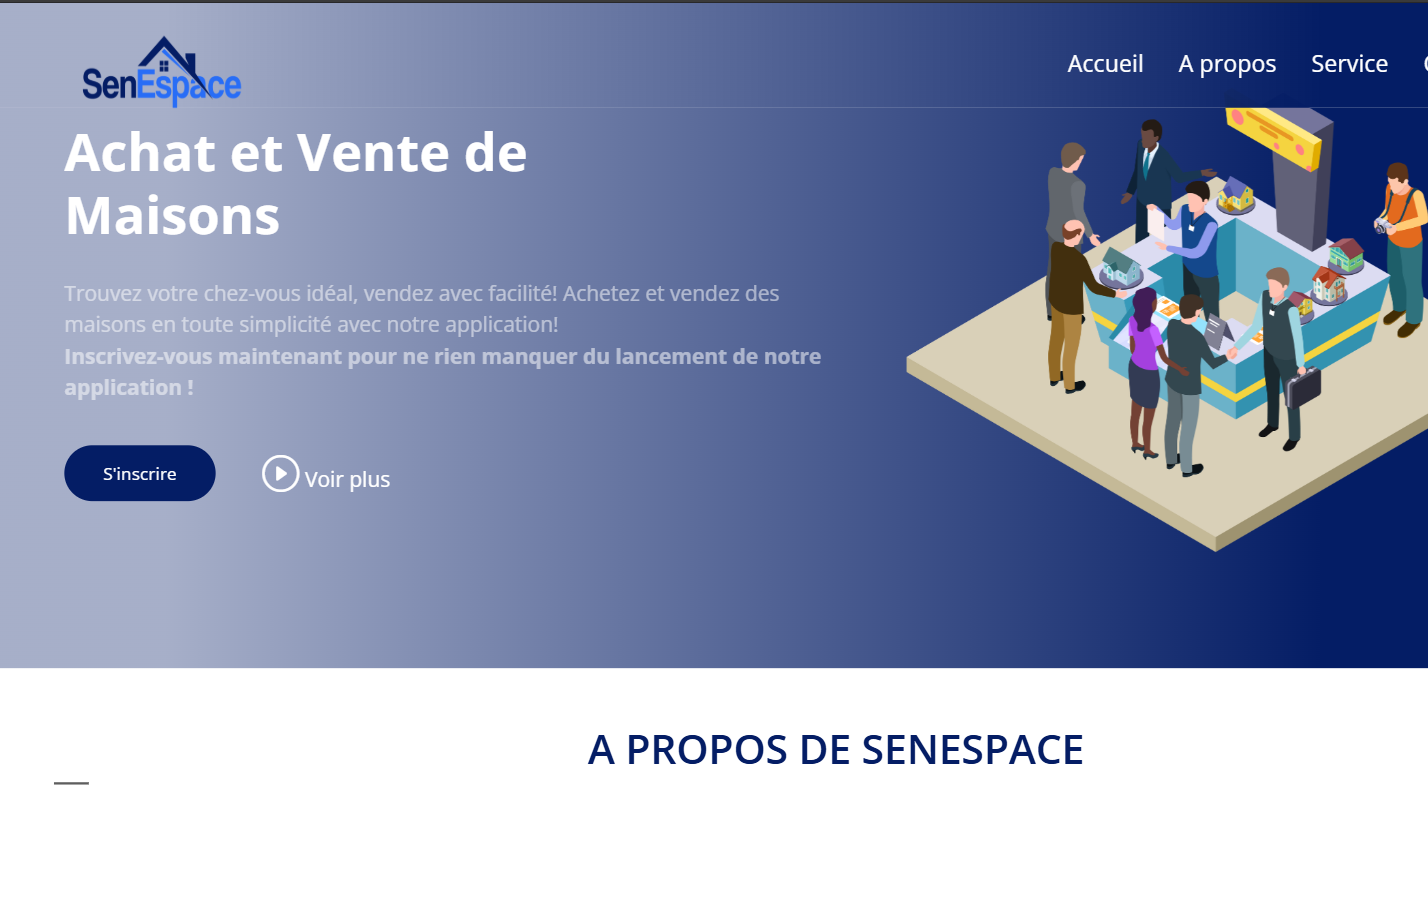 SenEspace
Accueil A propos Service
Achat et Vente de
Maisons
Trouvez votre chez-vous idéal, vendez avec facilité! Achetez et vendez des
maisons en toute simplicité avec notre application!
Inscrivez-vous maintenant pour ne rien manquer du lancement de notre
application !
S'inscrire
Voir plus
A PROPOS DE SENESPACE